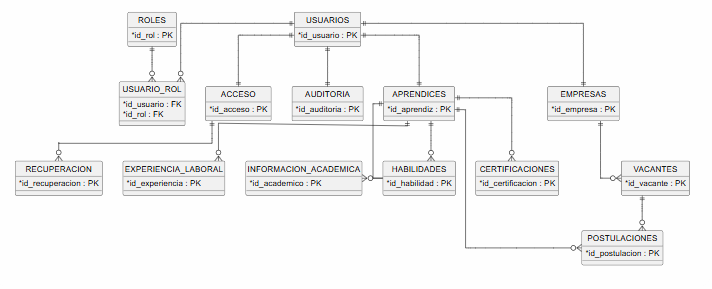 ROLES
*id_rol : PK
USUARIOS
*id_usuario : PK
USUARIO_ROL
*id_usuario : FK
*id_rol : FK
ACCESO
*id_acceso : PK
AUDITORIA
*id_auditoria : PK
APRENDICES
*id_aprendiz : PK
EMPRESAS
*id_empresa : PK
RECUPERACION
*id_recuperacion : PK
EXPERIENCIA_LABORAL
*id_experiencia : PK
INFORMACION_ACADEMICA
*id_academico : PK
HABILIDADES
*id_habilidad : PK
CERTIFICACIONES
*id_certificacion : PK
VACANTES
*id_vacante : PK
POSTULACIONES
*id_postulacion : PK